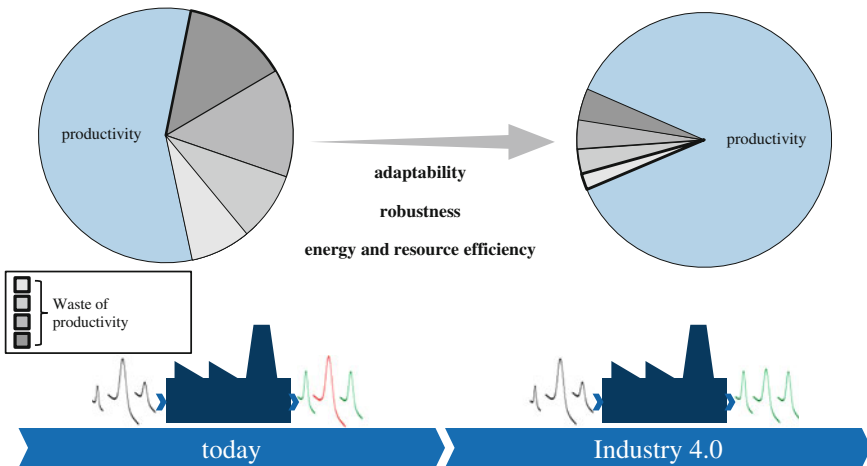 productivity
productivity
adaptability
robustness
energy and resource efficiency
Waste of
productivity
today
Industry 4.0